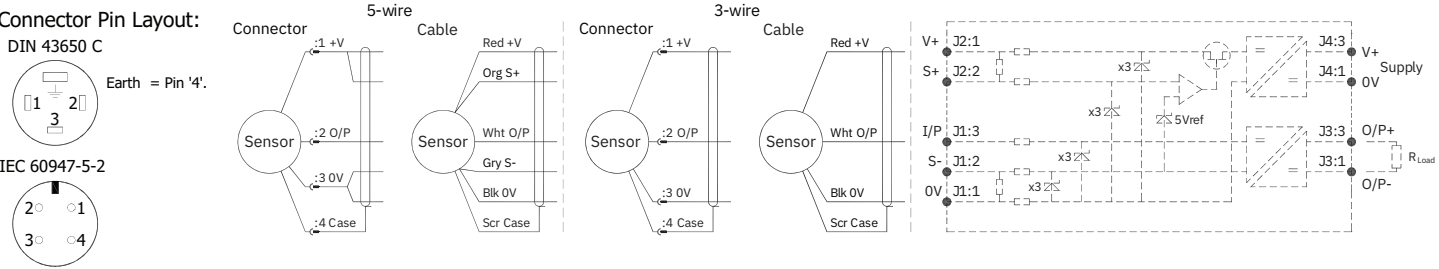 Connector Pin Layout:
DIN 43650 C
1 2
3
Earth = Pin '4'.
IEC 60947-5-2
2 1
3 4
5-wire
Connector
Cable
Sensor
:1 +V
:2 O/P
:3 0V
:4 Case
Sensor
Red +V
Org S+
Wht O/P
Gry S-
Blk 0V
Scr Case
3-wire
Connector
Cable
Sensor
:1 +V
:2 O/P
:3 0V
:4 Case
Sensor
Red +V
Wht O/P
Blk 0V
Scr Case
V+ J2:1
S+ J2:2
I/P J1:3
S- J1:2
0V J1:1
x3
x3
x3
x3
5Vref
=
=
=
=
J4:3 V+
Supply
J4:1 0V
J3:3 O/P+
J3:1 O/P-
RLoad